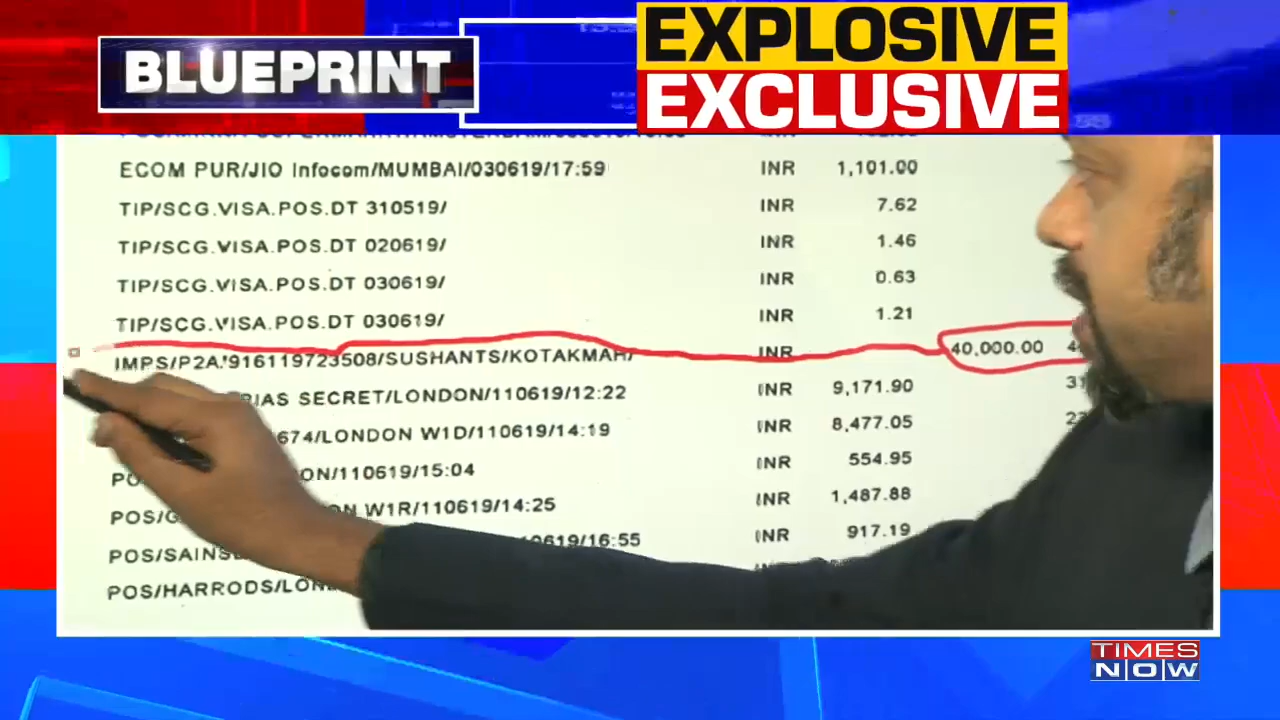 BLUEPRINT
EXPLOSIVE
EXCLUSIVE
ECOM PUR/JIO Infocom/MUMBAI/030619/17:59 INR 1,101.00
TIP/SCG.VISA.POS.DT 310519/ INR 7.62
TIP/SCG.VISA.POS.DT 020619/ INR 1.46
TIP/SCG.VISA.POS.DT 030619/ INR 0.63
TIP/SCG.VISA.POS.DT 030619/ INR 1.21
IMPS/P2A/916119723508/SUSHANTS/KOTAKMAH/ INR 40,000.00
SECRET/LONDON/110619/12:22 INR 9,171.90
674/LONDON W1D/110619/14:19 INR 8,477.05
ON/110619/15:04 INR 554.95
POS/G W1R/110619/14:25 INR 1,487.88
POS/SAINS 0619/16:55 INR 917.19
POS/HARRODS/LON
TIMES
NOW